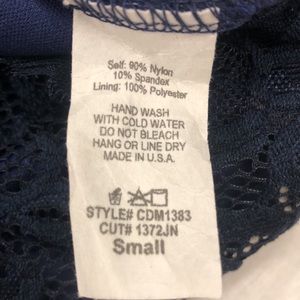 Self: 90% Nylon
10% Spandex
Lining: 100% Polyester
HAND WASH
WITH COLD WATER
DO NOT BLEACH
HANG OR LINE DRY
MADE IN U.S.A.
STYLE# CDM1383
CUT# 1372JN
Small